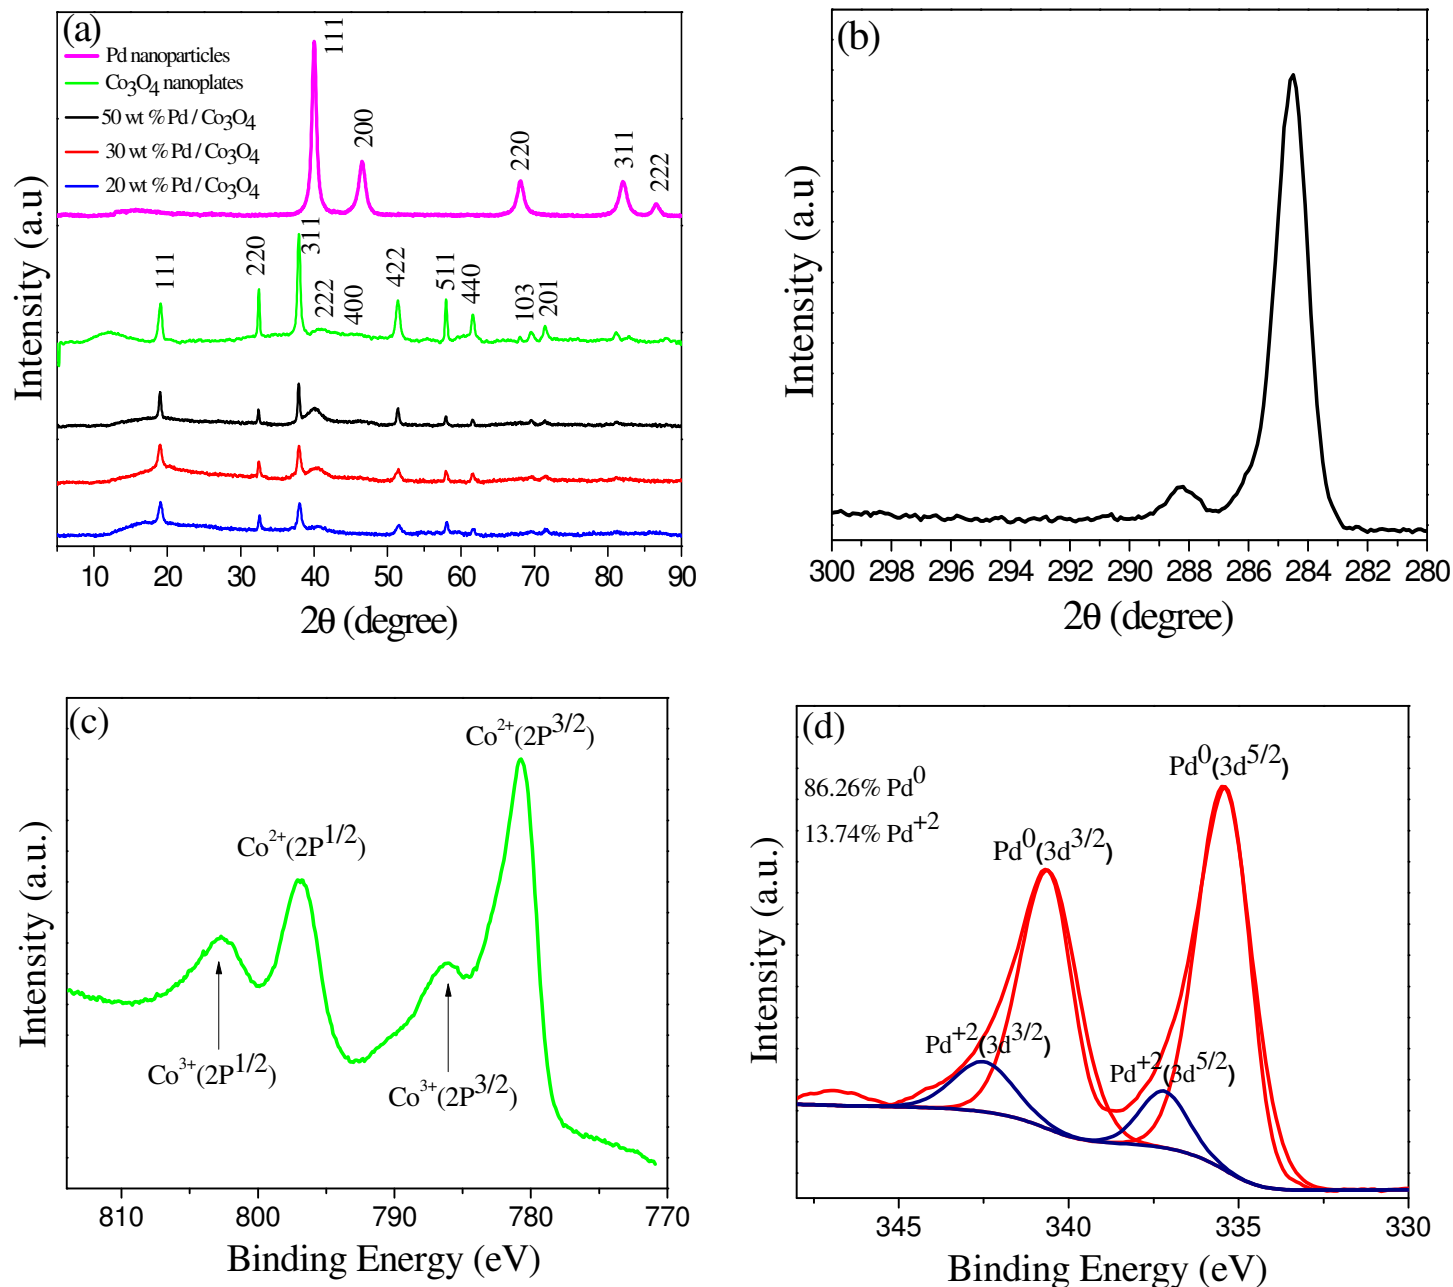 (a)
Pd nanoparticles
Co3O4 nanoplates
50 wt % Pd / Co3O4
30 wt % Pd / Co3O4
20 wt % Pd / Co3O4
111
200
220
311
222
111
220
311
222
400
422
511
440
103
201
Intensity (a.u)
10 20 30 40 50 60 70 80 90
2θ (degree)
(b)
Intensity (a.u)
300 298 296 294 292 290 288 286 284 282 280
2θ (degree)
(c)
Co2+(2P3/2)
Co2+(2P1/2)
Co3+(2P1/2)
Co3+(2P3/2)
Intensity (a.u.)
810 800 790 780 770
Binding Energy (eV)
(d)
86.26% Pd0
13.74% Pd+2
Pd0(3d5/2)
Pd0(3d3/2)
Pd+2(3d3/2)
Pd+2(3d5/2)
Intensity (a.u.)
345 340 335 330
Binding Energy (eV)